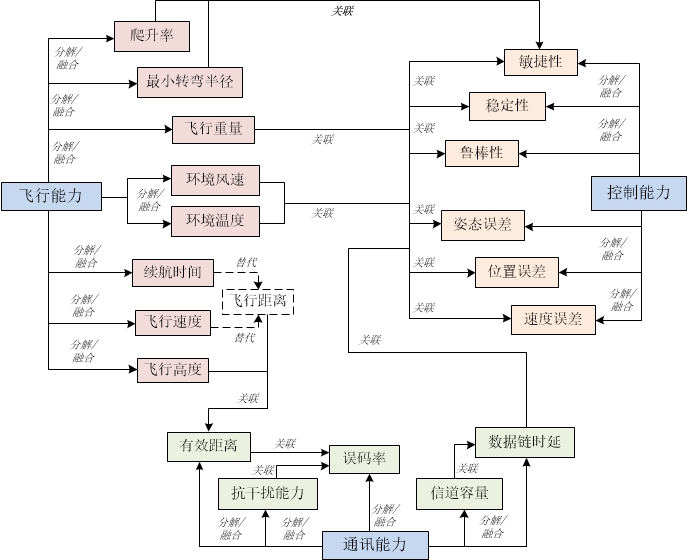 关联
爬升率
分解/
融合
敏捷性
最小转弯半径
分解/
融合
关联
分解/
融合
稳定性
飞行重量
关联
关联
分解/
融合
分解/
融合
鲁棒性
环境风速
飞行能力
分解/
融合
控制能力
环境温度
关联
关联
姿态误差
分解/
融合
分解/
融合
替代
续航时间
关联
位置误差
飞行距离
分解/
融合
分解/
融合
飞行速度
替代
关联
速度误差
分解/
融合
关联
飞行高度
关联
有效距离
关联
误码率
数据链时延
关联
关联
抗干扰能力
信道容量
分解/
融合
分解/
融合
分解/
融合
分解/
融合
通讯能力